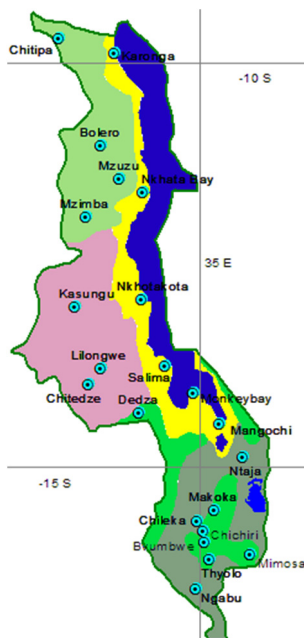 Chitipa
Karonga
-10 S
Bolero
Mzuzu
Nkhata Bay
Mzimba
35 E
Nkhotakota
Kasungu
Lilongwe
Salima
Chitedze
Monkeybay
Dedza
Mangochi
Ntaja
-15 S
Makoka
Chileka
Chichiri
Bvumbwe
Mimosa
Thyolo
Ngabu